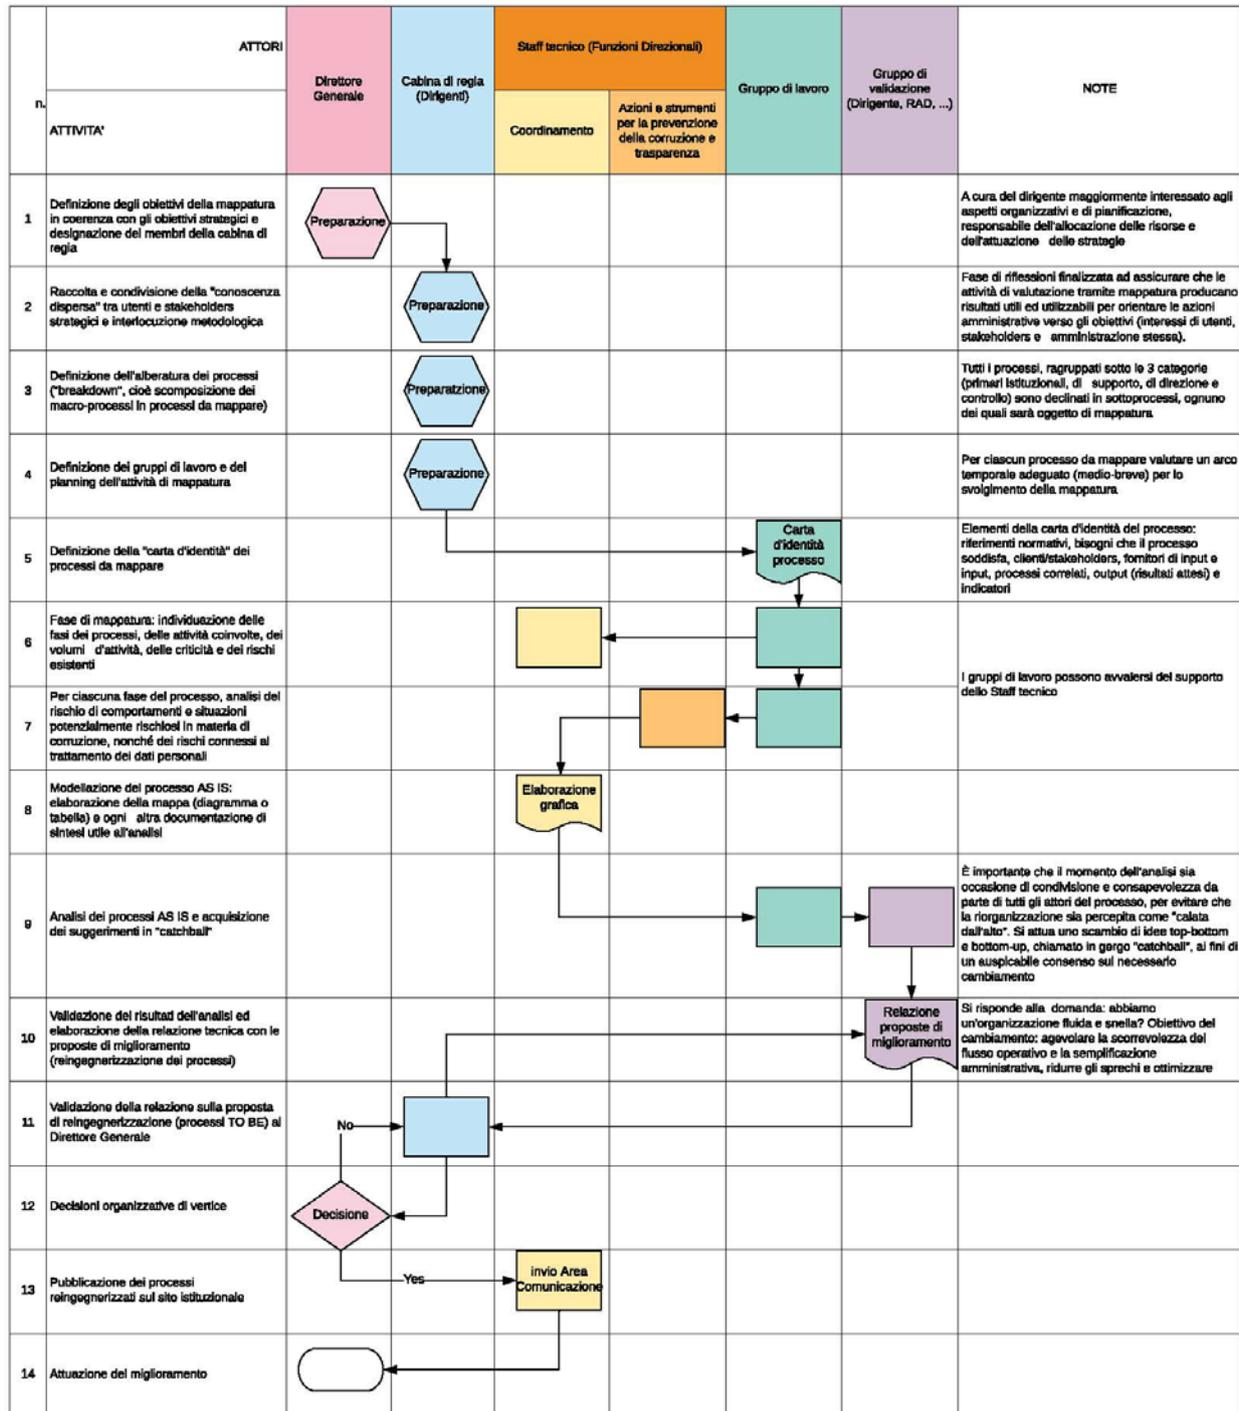 ATTORI
n.
ATTIVITA'
Direttore
Generale
Cabina di regia
(Dirigenti)
Staff tecnico (Funzioni Direzionali)
Coordinamento
Azioni e strumenti
per la prevenzione
della corruzione e
trasparenza
Gruppo di lavoro
Gruppo di
validazione
(Dirigente, RAD, ...)
NOTE
1
Definizione degli obiettivi della mappatura
in coerenza con gli obiettivi strategici e
designazione dei membri della cabina di
regia
Preparazione
A cura del dirigente maggiormente interessato agli
aspetti organizzativi e di pianificazione,
responsabile dell'allocazione delle risorse e
dell'attuazione delle strategie
2
Raccolta e condivisione della "conoscenza
dispersa" tra utenti e stakeholders
strategici e interlocuzione metodologica
Preparazione
Fase di riflessioni finalizzata ad assicurare che le
attività di valutazione tramite mappatura producano
risultati utili ed utilizzabili per orientare le azioni
amministrative verso gli obiettivi (interessi di utenti,
stakeholders e amministrazione stessa).
3
Definizione dell'alberatura dei processi
("breakdown", cioè scomposizione dei
macro-processi in processi da mappare)
Preparatzione
Tutti i processi, ragruppati sotto le 3 categorie
(primari istituzionali, di supporto, di direzione e
controllo) sono declinati in sottoprocessi, ognuno
dei quali sarà oggetto di mappatura
4
Definizione dei gruppi di lavoro e del
planning dell'attività di mappatura
Preparazione
Per ciascun processo da mappare valutare un arco
temporale adeguato (medio-breve) per lo
svolgimento della mappatura
5
Definizione della "carta d'identità" dei
processi da mappare
Carta
d'identità
processo
Elementi della carta d'identità del processo:
riferimenti normativi, bisogni che il processo
soddisfa, clienti/stakeholders, fornitori di input e
input, processi correlati, output (risultati attesi) e
indicatori
6
Fase di mappatura: individuazione delle
fasi dei processi, delle attività coinvolte, dei
volumi d'attività, delle criticità e dei rischi
esistenti
I gruppi di lavoro possono avvalersi del supporto
dello Staff tecnico
7
Per ciascuna fase del processo, analisi del
rischio di comportamenti e situazioni
potenzialmente rischiosi in materia di
corruzione, nonché dei rischi connessi al
trattamento dei dati personali
8
Modellazione del processo AS IS:
elaborazione della mappa (diagramma o
tabella) e ogni altra documentazione di
sintesi utile all'analisi
Elaborazione
grafica
9
Analisi dei processi AS IS e acquisizione
dei suggerimenti in "catchball"
È importante che il momento dell'analisi sia
occasione di condivisione e consapevolezza da
parte di tutti gli attori del processo, per evitare che
la riorganizzazione sia percepita come "calata
dall'alto". Si attua uno scambio di idee top-bottom
e bottom-up, chiamato in gergo "catchball", ai fini di
un auspicabile consenso sul necessario
cambiamento
10
Validazione dei risultati dell'analisi ed
elaborazione della relazione tecnica con le
proposte di miglioramento
(reingegnerizzazione dei processi)
Relazione
proposte di
miglioramento
Si risponde alla domanda: abbiamo
un'organizzazione fluida e snella? Obiettivo del
cambiamento: agevolare la scorrevolezza del
flusso operativo e la semplificazione
amministrativa, ridurre gli sprechi e ottimizzare
11
Validazione della relazione sulla proposta
di reingegnerizzazione (processi TO BE) al
Direttore Generale
No
12
Decisioni organizzative di vertice
Decisione
13
Pubblicazione dei processi
reingegnerizzati sul sito istituzionale
Yes
invio Area
Comunicazione
14
Attuazione del miglioramento